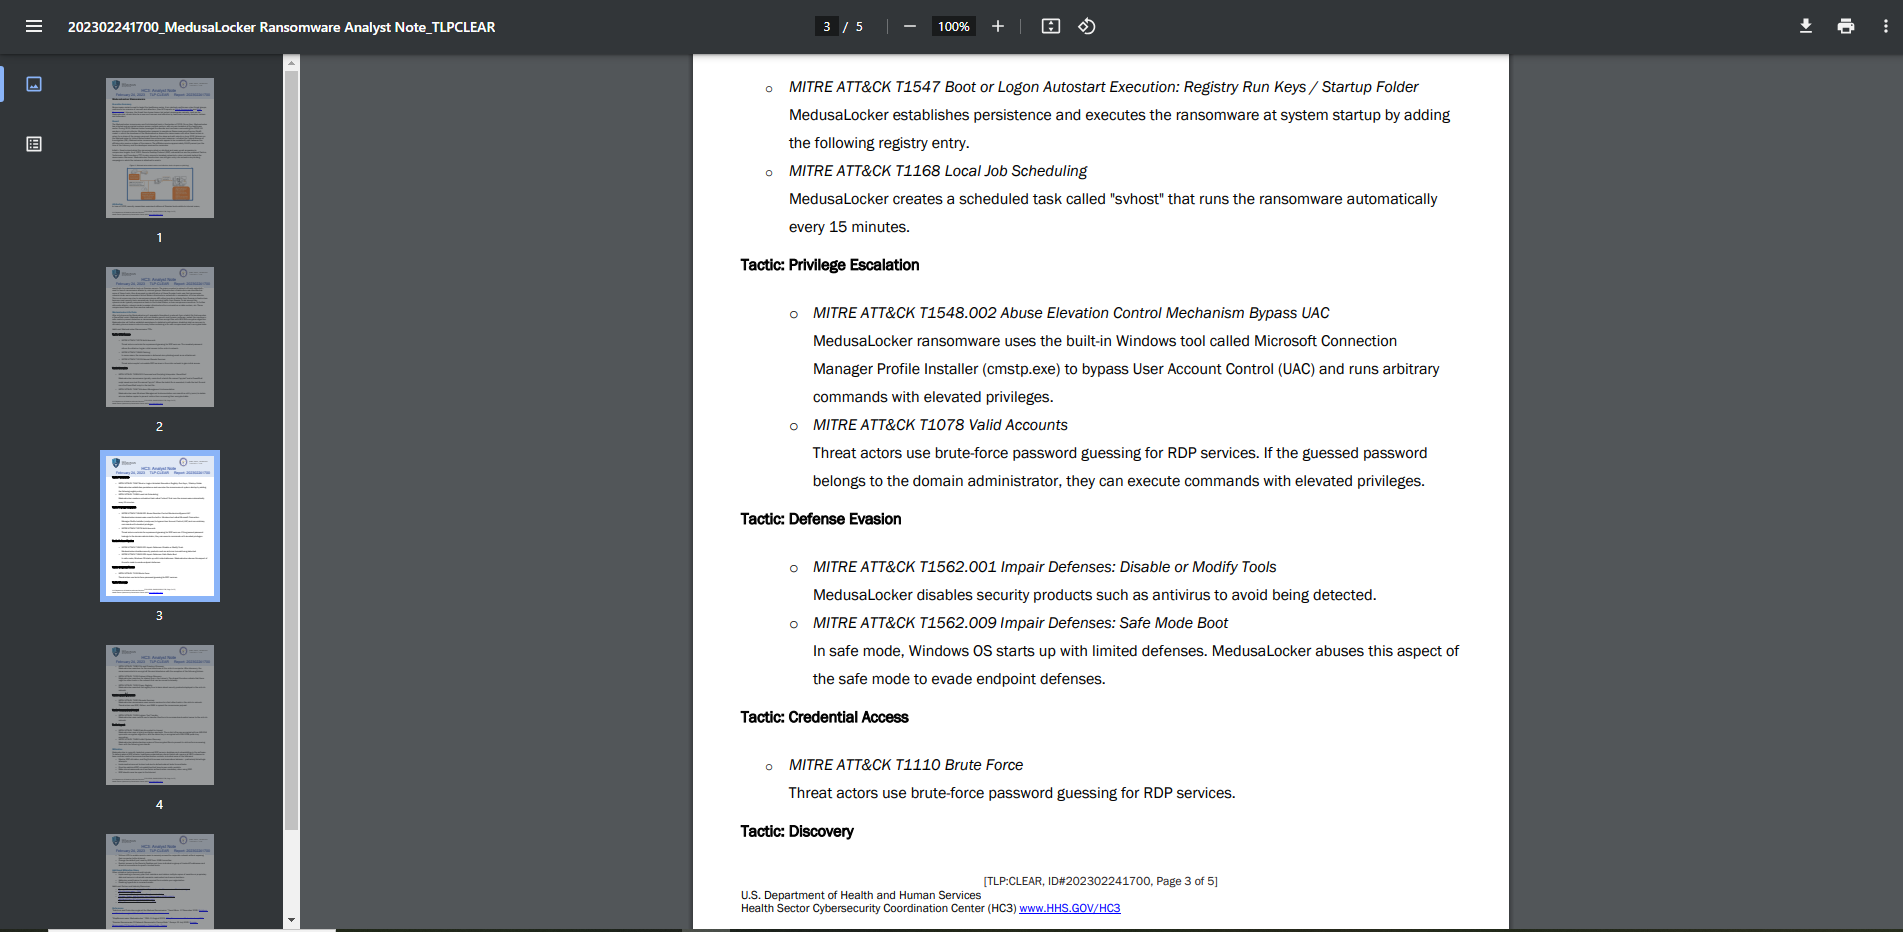 202302241700_MedusaLocker Ransomware Analyst Note_TLPCLEAR
3 / 5
100%
1
2
3
4
MITRE ATT&CK T1547 Boot or Logon Autostart Execution: Registry Run Keys / Startup Folder
MedusaLocker establishes persistence and executes the ransomware at system startup by adding
the following registry entry.
MITRE ATT&CK T1168 Local Job Scheduling
MedusaLocker creates a scheduled task called "svhost" that runs the ransomware automatically
every 15 minutes.
Tactic: Privilege Escalation
MITRE ATT&CK T1548.002 Abuse Elevation Control Mechanism Bypass UAC
MedusaLocker ransomware uses the built-in Windows tool called Microsoft Connection
Manager Profile Installer (cmstp.exe) to bypass User Account Control (UAC) and runs arbitrary
commands with elevated privileges.
MITRE ATT&CK T1078 Valid Accounts
Threat actors use brute-force password guessing for RDP services. If the guessed password
belongs to the domain administrator, they can execute commands with elevated privileges.
Tactic: Defense Evasion
MITRE ATT&CK T1562.001 Impair Defenses: Disable or Modify Tools
MedusaLocker disables security products such as antivirus to avoid being detected.
MITRE ATT&CK T1562.009 Impair Defenses: Safe Mode Boot
In safe mode, Windows OS starts up with limited defenses. MedusaLocker abuses this aspect of
the safe mode to evade endpoint defenses.
Tactic: Credential Access
MITRE ATT&CK T1110 Brute Force
Threat actors use brute-force password guessing for RDP services.
Tactic: Discovery
[TLP:CLEAR, ID#202302241700, Page 3 of 5]
U.S. Department of Health and Human Services
Health Sector Cybersecurity Coordination Center (HC3) www.HHS.GOV/HC3